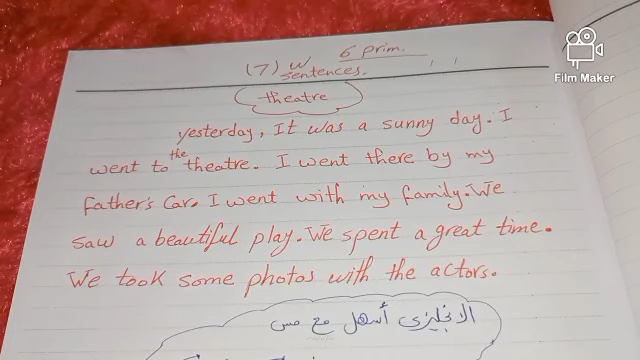 6 prim.
(7) W sentences.
Film Maker
theatre
yesterday, It was a sunny day. I
went to the theatre. I went there by my
father's car. I went with my family. We
saw a beautiful play. We spent a great time.
We took some photos with the actors.
الانجليزى أسهل مع مس